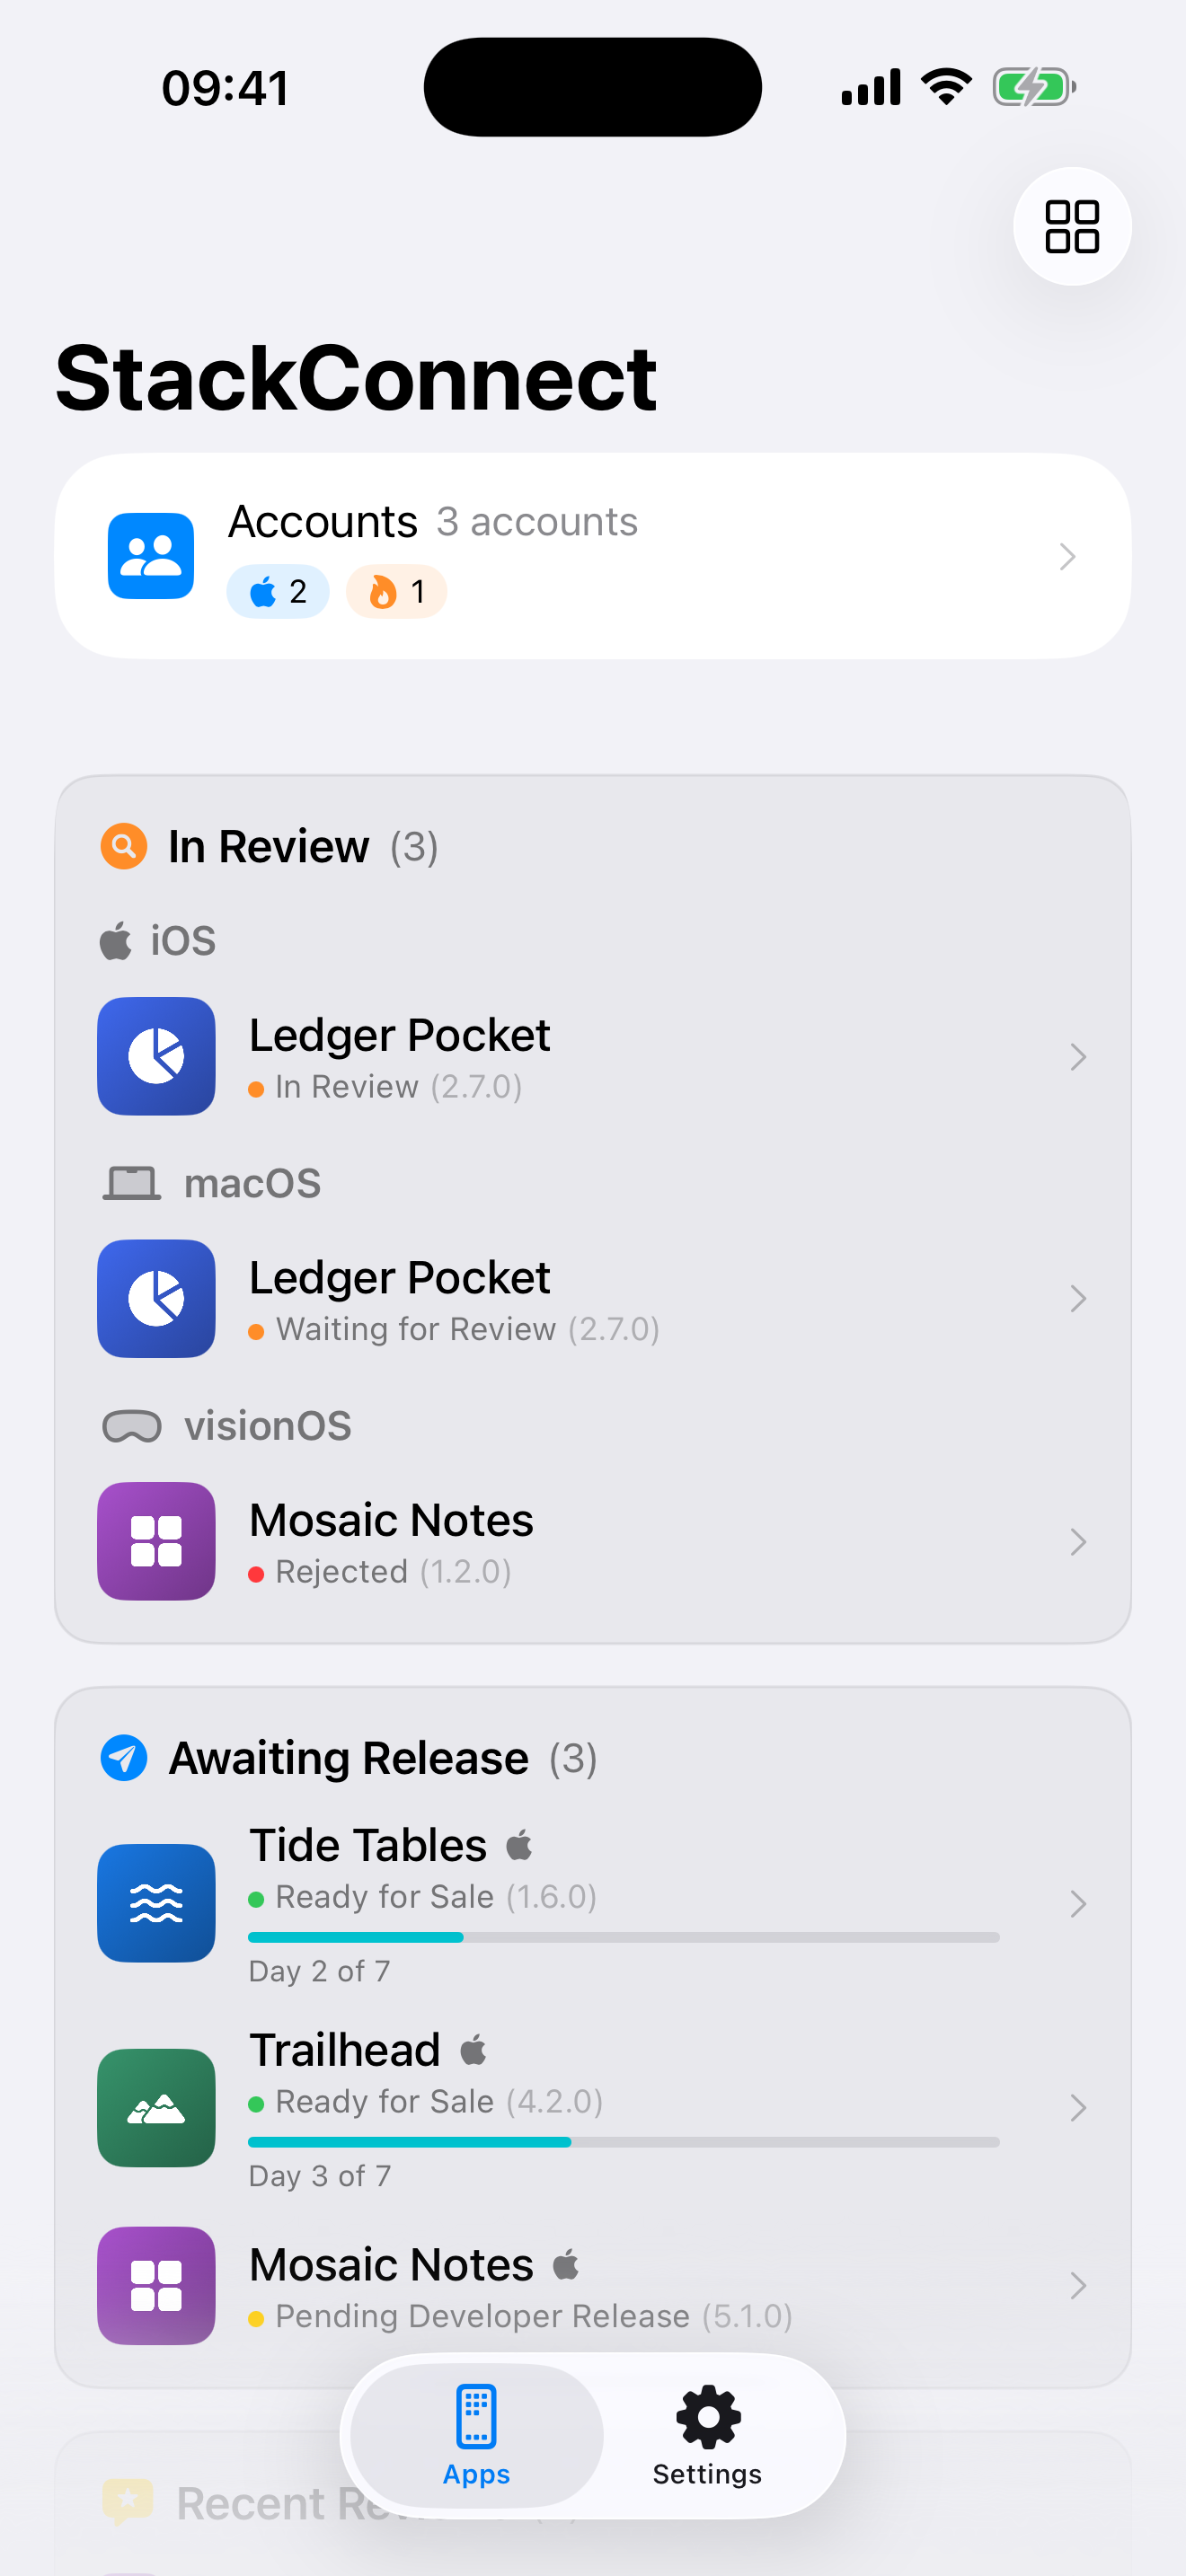 09:41
StackConnect
Accounts 3 accounts
2 1
In Review (3)
iOS
Ledger Pocket
In Review (2.7.0)
macOS
Ledger Pocket
Waiting for Review (2.7.0)
visionOS
Mosaic Notes
Rejected (1.2.0)
Awaiting Release (3)
Tide Tables
Ready for Sale (1.6.0)
Day 2 of 7
Trailhead
Ready for Sale (4.2.0)
Day 3 of 7
Mosaic Notes
Pending Developer Release (5.1.0)
Recent
Apps Settings